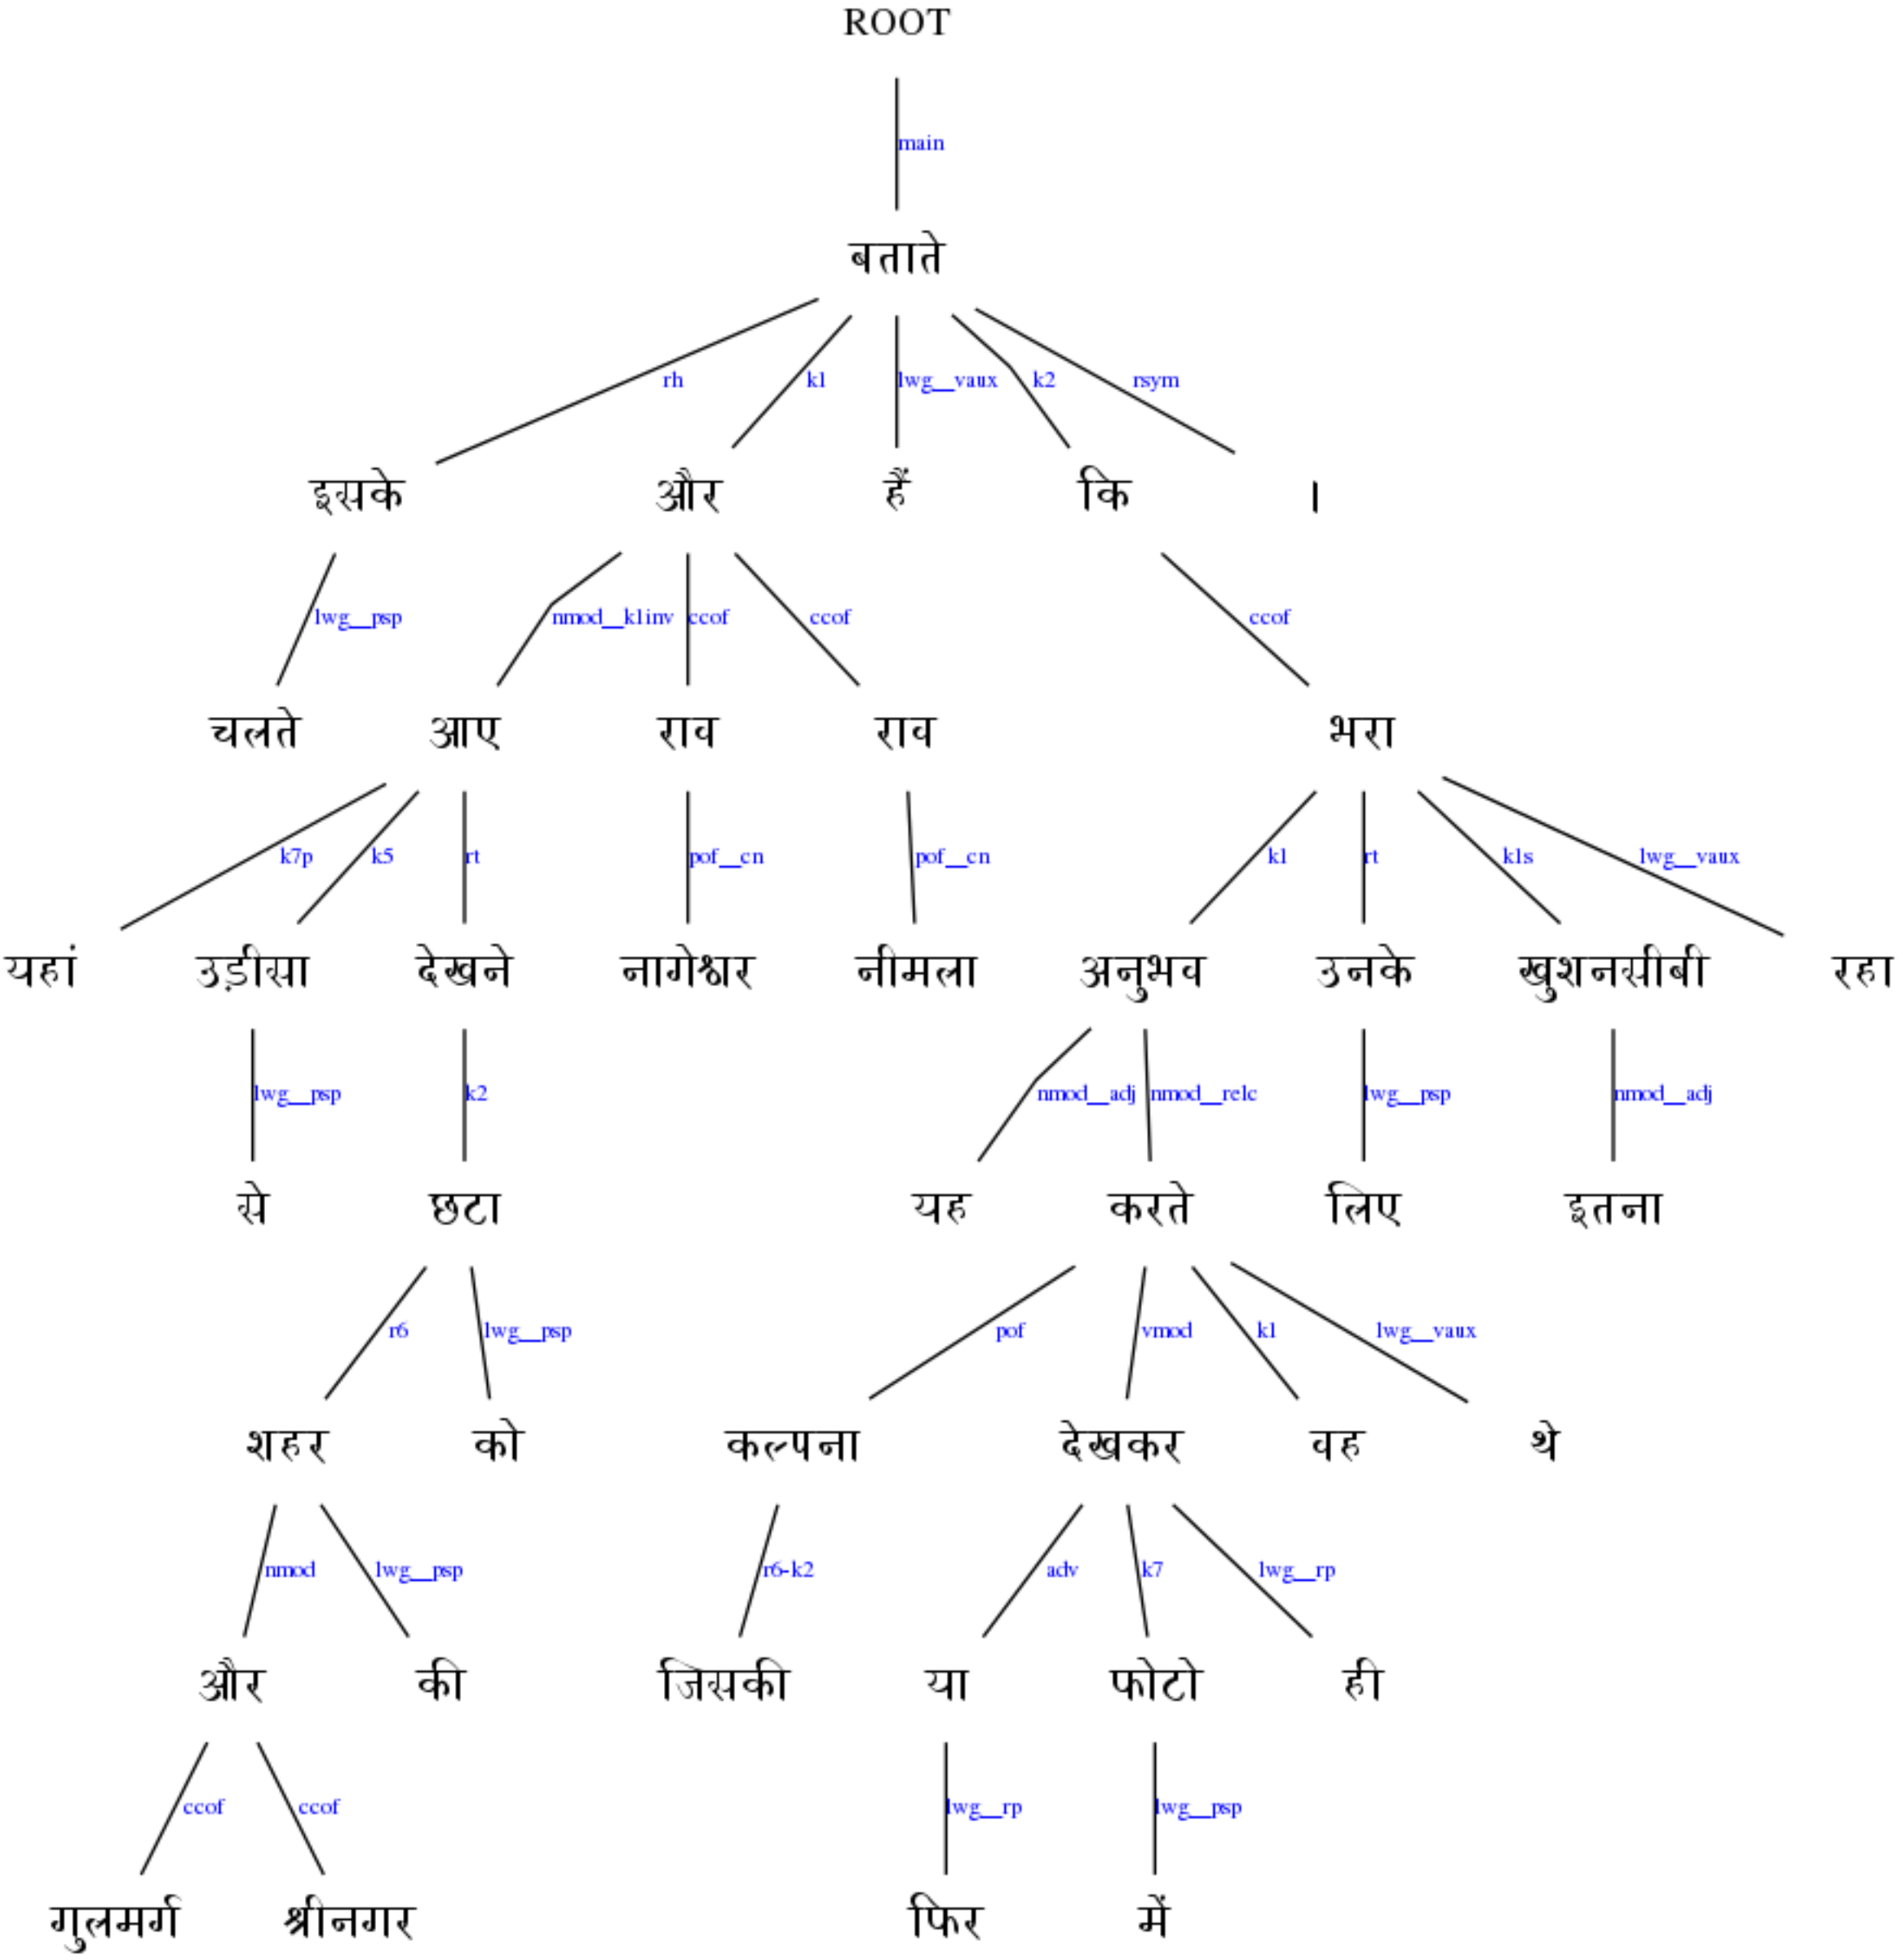 ROOT
main
बताते
rh k1 lwg__vaux k2 rsym
इसके और हैं कि ।
lwg__psp nmod__k1inv ccof ccof ccof
चलते आए राव राव भरा
k7p k5 rt pof__cn pof__cn k1 rt k1s lwg__vaux
यहां उड़ीसा देखने नागेश्वर नीमला अनुभव उनके खुशनसीबी रहा
lwg__psp k2 nmod__adj nmod__relc lwg__psp nmod__adj
से छटा यह करते लिए इतना
r6 lwg__psp pof vmod k1 lwg__vaux
शहर को कल्पना देखकर वह थे
nmod lwg__psp r6-k2 adv k7 lwg__rp
और की जिसकी या फोटो ही
ccof ccof lwg__rp lwg__psp
गुलमर्ग श्रीनगर फिर में